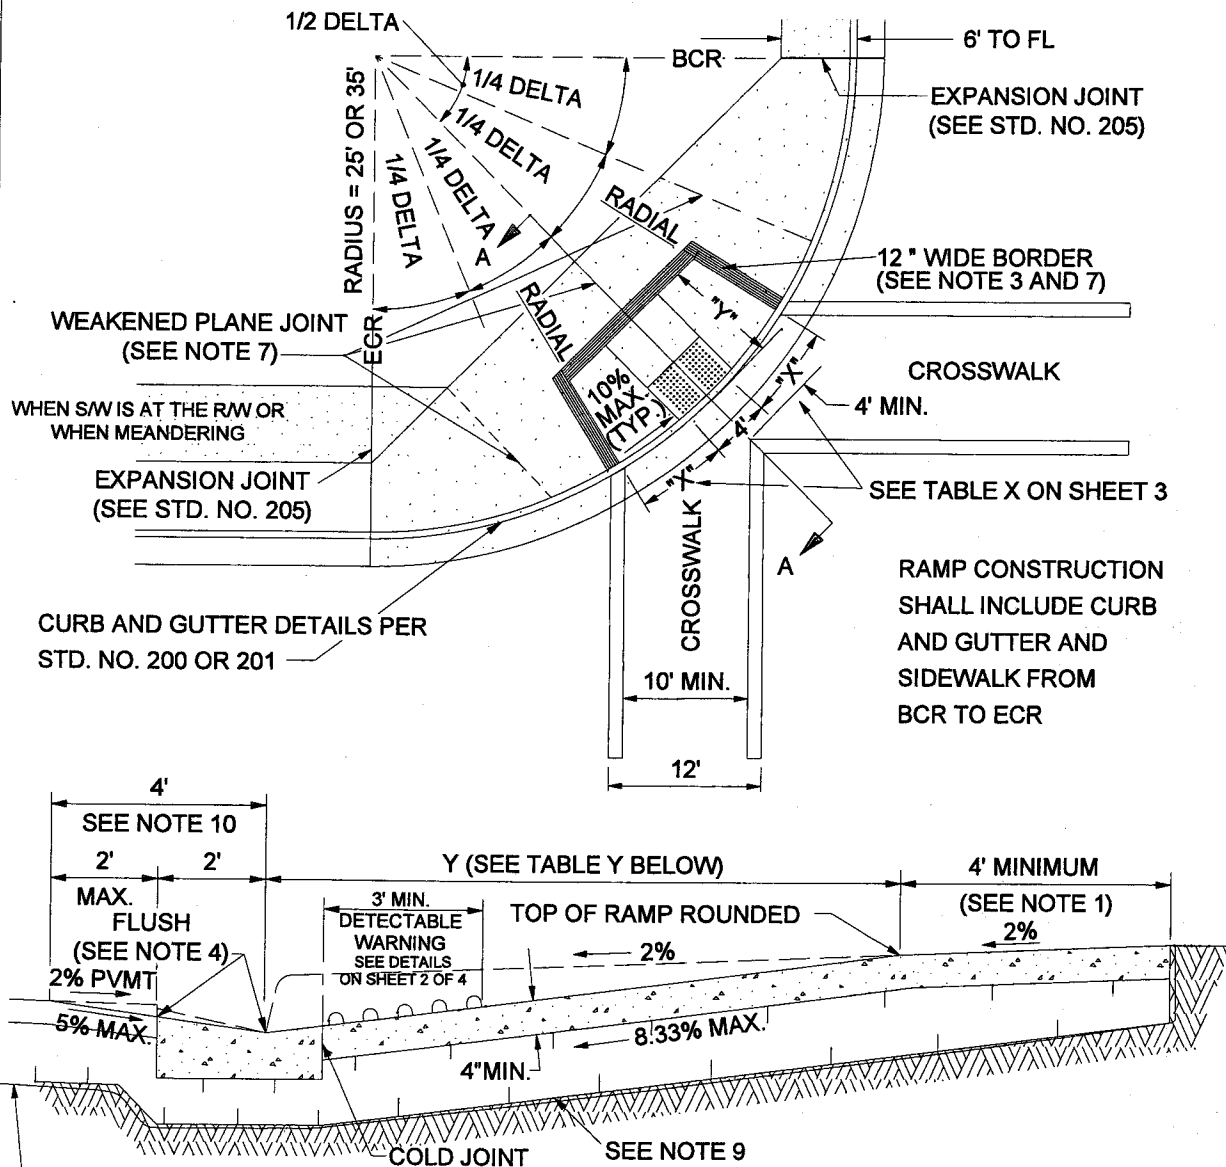 1/2 DELTA
BCR
6' TO FL
1/4 DELTA
1/4 DELTA
1/4 DELTA
1/4 DELTA
EXPANSION JOINT
(SEE STD. NO. 205)
RADIUS = 25' OR 35'
RADIAL
A
12 " WIDE BORDER
(SEE NOTE 3 AND 7)
RADIAL
"Y"
WEAKENED PLANE JOINT
(SEE NOTE 7)
ECR
CROSSWALK
"X"
4' MIN.
10%
MAX.
(TYP.)
WHEN S/W IS AT THE R/W OR
WHEN MEANDERING
4'
"X"
EXPANSION JOINT
(SEE STD. NO. 205)
SEE TABLE X ON SHEET 3
CROSSWALK
A
RAMP CONSTRUCTION
SHALL INCLUDE CURB
AND GUTTER AND
SIDEWALK FROM
BCR TO ECR
CURB AND GUTTER DETAILS PER
STD. NO. 200 OR 201
10' MIN.
12'
4'
SEE NOTE 10
2'
2'
MAX.
Y (SEE TABLE Y BELOW)
4' MINIMUM
(SEE NOTE 1)
FLUSH
(SEE NOTE 4)
3' MIN.
DETECTABLE
WARNING
SEE DETAILS
ON SHEET 2 OF 4
TOP OF RAMP ROUNDED
2%
2%
2% PVMT
5% MAX.
8.33% MAX.
4"MIN.
COLD JOINT
SEE NOTE 9